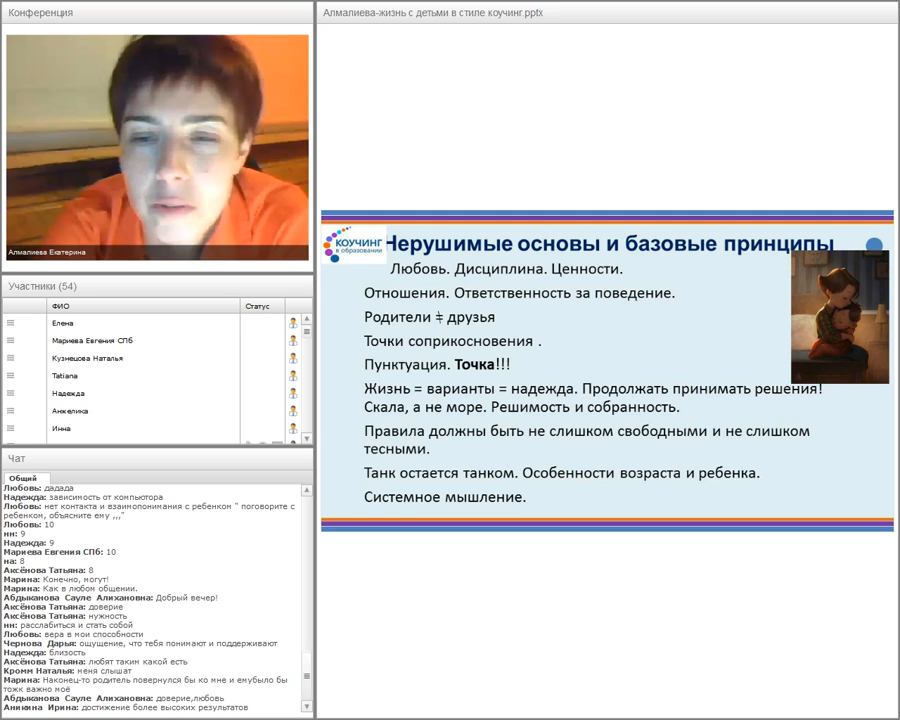 Конференция
Алмалиева Екатерина
Участники (54)
ФИО Статус
Елена
Мариева Евгения СПб
Кузнецова Наталья
Tatiana
Надежда
Анжелика
Инна
Чат
Общий
Любовь: дадада
Надежда: зависимость от компьютора
Любовь: нет контакта и взаимопонимания с ребенком " поговорите с
ребенком, объясните ему ,,,"
Любовь: 10
нн: 9
Надежда: 9
Мариева Евгения СПб: 10
на: 8
Аксёнова Татьяна: 8
Марина: Конечно, могут!
Марина: Как в любом общении.
Абдыканова Сауле Алихановна: Добрый вечер!
Аксёнова Татьяна: доверие
Аксёнова Татьяна: нужность
нн: расслабиться и стать собой
Любовь: вера в мои способности
Чернова Дарья: ощущение, что тебя понимают и поддерживают
Надежда: близость
Аксёнова Татьяна: любят таким какой есть
Кромм Наталья: меня слышат
Марина: Наконец-то родитель повернулся бы ко мне и емубыло бы
тожк важно моё
Абдыканова Сауле Алихановна: доверие,любовь
Аникина Ирина: достижение более высоких результатов
Алмалиева-жизнь с детьми в стиле коучинг.pptx
КОУЧИНГ
в образовании
Нерушимые основы и базовые принципы
Любовь. Дисциплина. Ценности.
Отношения. Ответственность за поведение.
Родители ≠ друзья
Точки соприкосновения .
Пунктуация. Точка!!!
Жизнь = варианты = надежда. Продолжать принимать решения!
Скала, а не море. Решимость и собранность.
Правила должны быть не слишком свободными и не слишком
тесными.
Танк остается танком. Особенности возраста и ребенка.
Системное мышление.